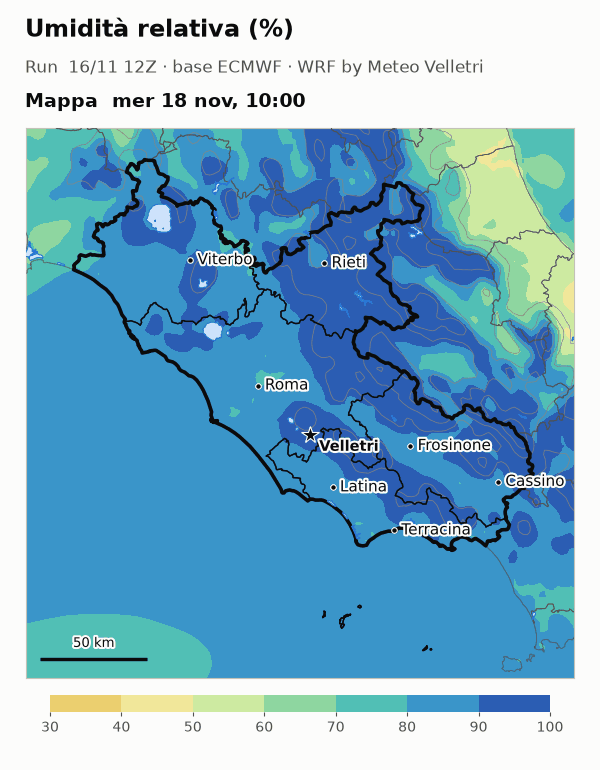 Umidità relativa (%)
Run  16/11 12Z · base ECMWF · WRF by Meteo Velletri
Mappa  mer 18 nov, 10:00
Viterbo
Rieti
Roma
Velletri
Frosinone
Cassino
Latina
Terracina
50 km
30 40 50 60 70 80 90 100